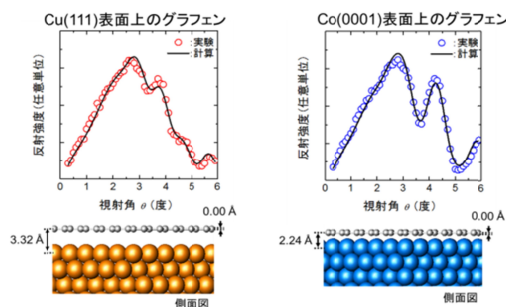 Cu(111)表面上のグラフェン
○:実験
—:計算
反射強度(任意単位)
0 1 2 3 4 5 6
視射角 θ (度)
0.00 Å
3.32 Å
側面図
Co(0001)表面上のグラフェン
○:実験
—:計算
反射強度(任意単位)
0 1 2 3 4 5 6
視射角 θ (度)
0.00 Å
2.24 Å
側面図